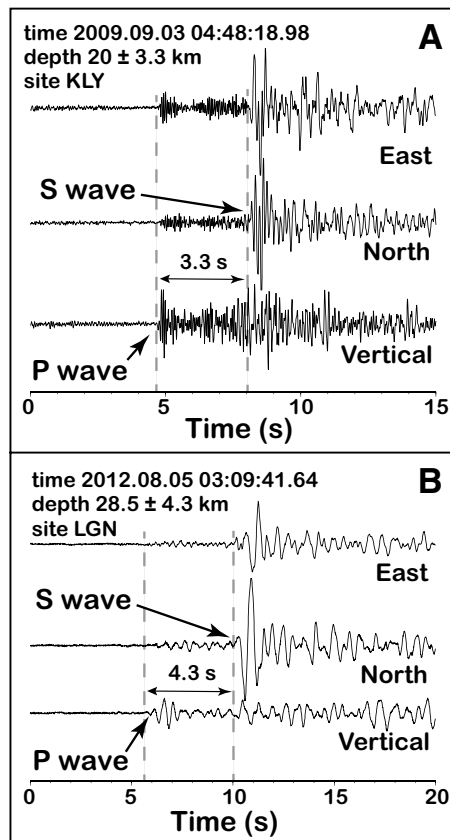 time 2009.09.03 04:48:18.98
A
depth 20 ± 3.3 km
site KLY
East
S wave
North
3.3 s
Vertical
P wave
0 5 10 15
Time (s)
time 2012.08.05 03:09:41.64
B
depth 28.5 ± 4.3 km
site LGN
East
S wave
North
4.3 s
Vertical
P wave
0 5 10 15 20
Time (s)